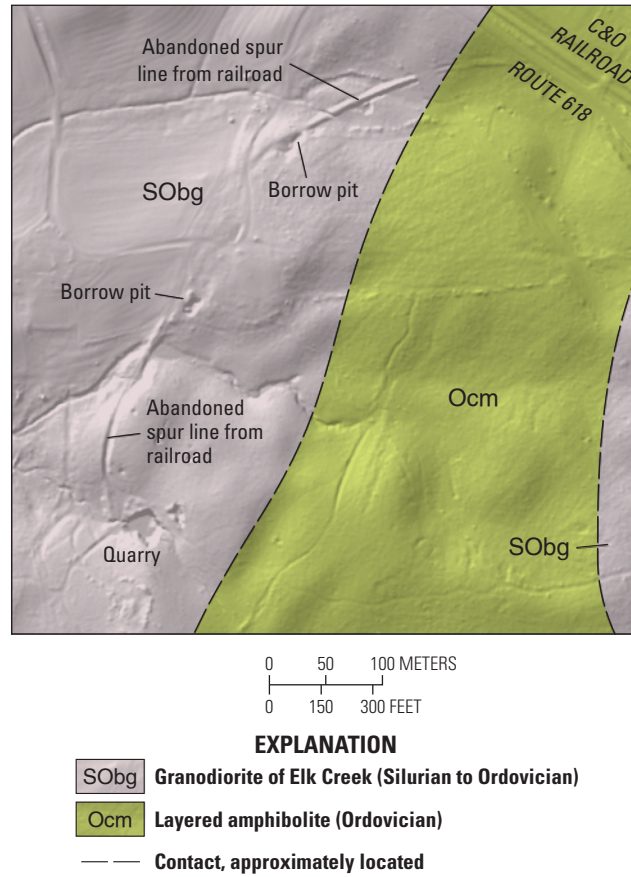 Abandoned spur
line from railroad
C&O
RAILROAD
ROUTE 618
SObg
Borrow pit
Borrow pit
Ocm
Abandoned
spur line from
railroad
SObg
Quarry
0 50 100 METERS
0 150 300 FEET
EXPLANATION
SObg Granodiorite of Elk Creek (Silurian to Ordovician)
Ocm Layered amphibolite (Ordovician)
Contact, approximately located